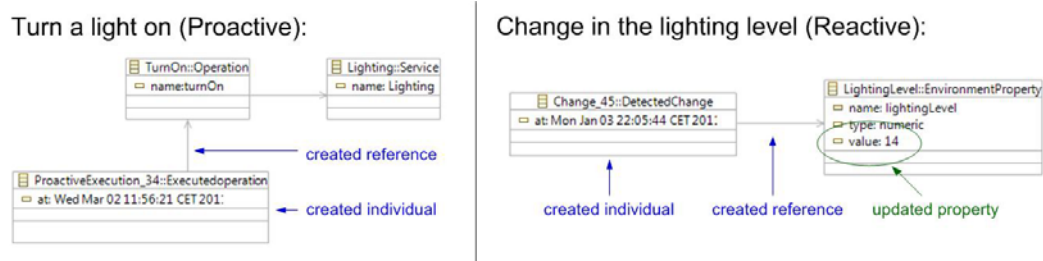 Turn a light on (Proactive):
TurnOn::Operation
name:turnOn
Lighting::Service
name: Lighting
created reference
ProactiveExecution_34::Executedoperation
at: Wed Mar 02 11:56:21 CET 201
created individual
Change in the lighting level (Reactive):
Change_45::DetectedChange
at: Mon Jan 03 22:05:44 CET 201
LightingLevel::EnvironmentProperty
name: lightingLevel
type: numeric
value: 14
created individual
created reference
updated property